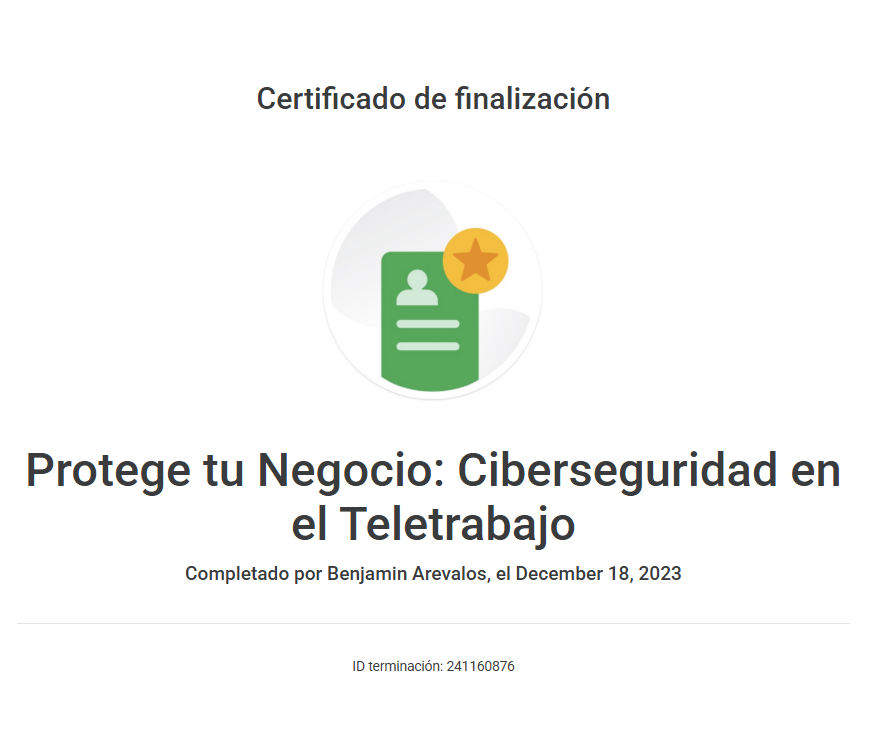 Certificado de finalización
Protege tu Negocio: Ciberseguridad en
el Teletrabajo
Completado por Benjamin Arevalos, el December 18, 2023
ID terminación: 241160876